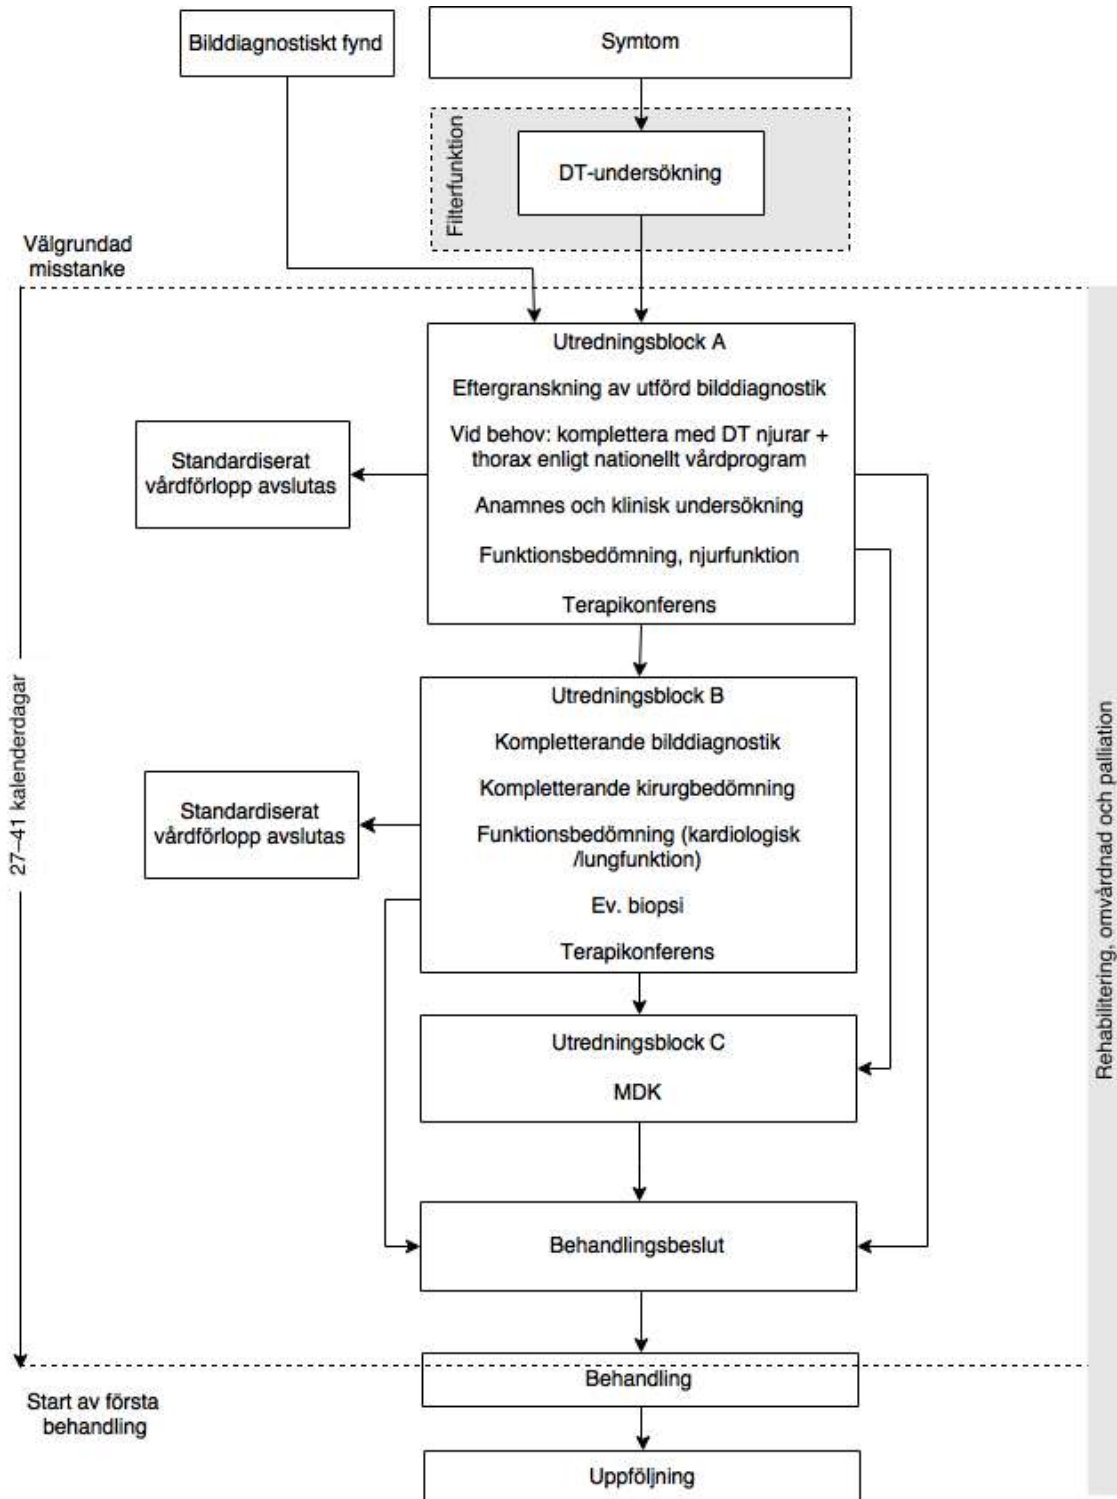 Bilddiagnostiskt fynd
Symtom
Filterfunktion
DT-undersökning
Välgrundad
misstanke
Utredningsblock A
Eftergranskning av utförd bilddiagnostik
Vid behov: komplettera med DT njurar +
thorax enligt nationellt vårdprogram
Anamnes och klinisk undersökning
Funktionsbedömning, njurfunktion
Terapikonferens
Standardiserat
vårdförlopp avslutas
Utredningsblock B
Kompletterande bilddiagnostik
Kompletterande kirurgbedömning
Funktionsbedömning (kardiologisk
/lungfunktion)
Ev. biopsi
Terapikonferens
Standardiserat
vårdförlopp avslutas
27–41 kalenderdagar
Rehabilitering, omvårdnad och palliation
Utredningsblock C
MDK
Behandlingsbeslut
Behandling
Start av första
behandling
Uppföljning